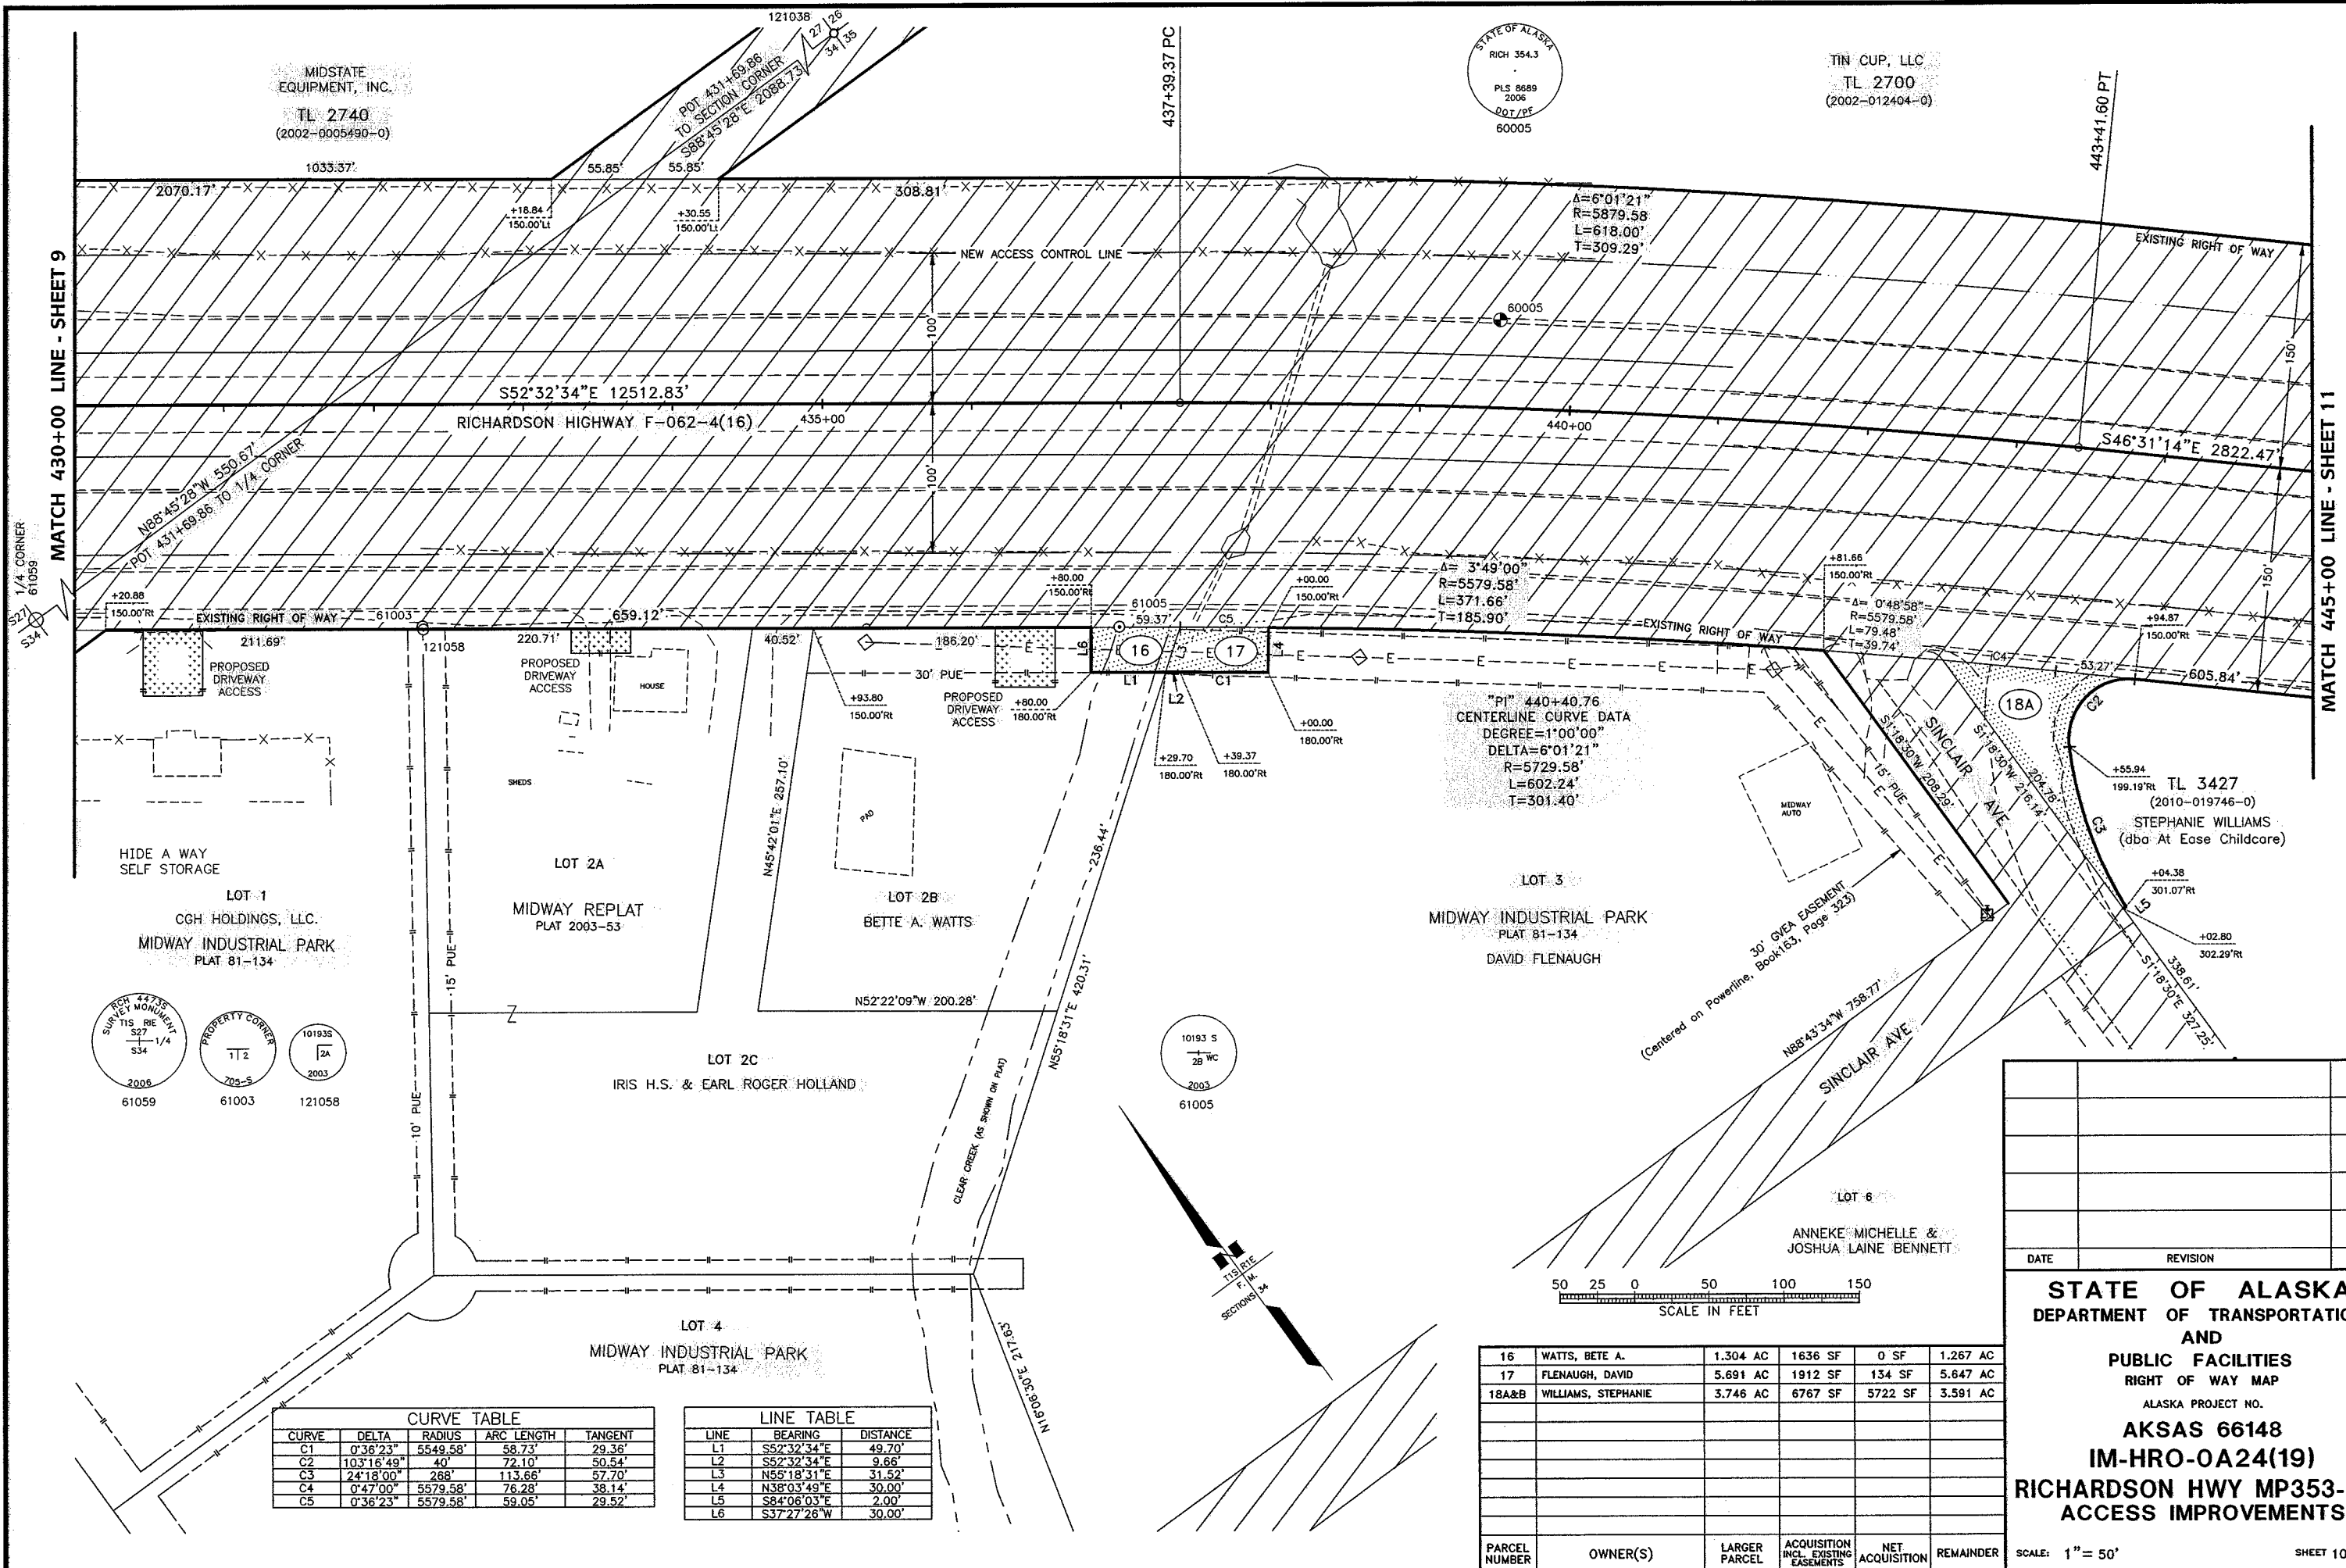 121038
27 26
34 35
MIDSTATE
EQUIPMENT, INC.
TL 2740
(2002-0005490-0)
POT 431+69.86
TO SECTION CORNER
S88°45'28"E 2088.73'
437+39.37 PC
STATE OF ALASKA
RICH 354.3
PLS 8689
2006
DOT/PF
60005
TIN CUP, LLC
TL 2700
(2002-012404-0)
443+41.60 PT
1033.37'
55.85'
55.85'
2070.17'
308.81'
+18.84
150.00'Lt
+30.55
150.00'Lt
Δ=6°01'21"
R=5879.58
L=618.00'
T=309.29'
NEW ACCESS CONTROL LINE
EXISTING RIGHT OF WAY
MATCH 430+00 LINE - SHEET 9
MATCH 445+00 LINE - SHEET 11
100'
60005
150'
S52°32'34"E 12512.83'
RICHARDSON HIGHWAY F-062-4(16)
435+00
440+00
S46°31'14"E 2822.47'
100'
150'
N88°45'28"W 550.67'
POT 431+69.86 TO 1/4 CORNER
1/4 CORNER
61059
S27
S34
+20.88
150.00'Rt
EXISTING RIGHT OF WAY
61003
659.12'
+80.00
150.00'Rt
61005
59.37'
C5
+00.00
150.00'Rt
Δ= 3°49'00"
R=5579.58'
L=371.66'
T=185.90'
EXISTING RIGHT OF WAY
+81.66
150.00'Rt
Δ= 0°48'58"
R=5579.58'
L=79.48'
T=39.74'
+94.87
150.00'Rt
C4
53.27'
605.84'
211.69'
121058
220.71'
40.52'
186.20'
L6
16
L3
17
L4
L1
L2
C1
PROPOSED
DRIVEWAY
ACCESS
PROPOSED
DRIVEWAY
ACCESS
HOUSE
30' PUE
PROPOSED
DRIVEWAY
ACCESS
+93.80
150.00'Rt
+80.00
180.00'Rt
+29.70
180.00'Rt
+39.37
180.00'Rt
+00.00
180.00'Rt
"PI" 440+40.76
CENTERLINE CURVE DATA
DEGREE=1°00'00"
DELTA=6°01'21"
R=5729.58'
L=602.24'
T=301.40'
18A
C2
S1°18'30"W 208.29'
15' PUE
SINCLAIR AVE
S1°18'30"W 216.14'
204.78'
+55.94
199.19'Rt
TL 3427
(2010-019746-0)
STEPHANIE WILLIAMS
(dba At Ease Childcare)
C3
+04.38
301.07'Rt
L5
+02.80
302.29'Rt
338.61'
S1°18'30"E 327.25'
MIDWAY
AUTO
SHEDS
PAD
N45°42'01"E 257.10'
236.44'
HIDE A WAY
SELF STORAGE
LOT 1
CGH HOLDINGS, LLC.
MIDWAY INDUSTRIAL PARK
PLAT 81-134
LOT 2A
MIDWAY REPLAT
PLAT 2003-53
LOT 2B
BETTE A. WATTS
LOT 3
MIDWAY INDUSTRIAL PARK
PLAT 81-134
DAVID FLENAUGH
30' GVEA EASEMENT
(Centered on Powerline, Book163, Page 323)
N88°43'34"W 758.77'
SINCLAIR AVE
15' PUE
10' PUE
N52°22'09"W 200.28'
N55°18'31"E 420.31'
CLEAR CREEK (AS SHOWN ON PLAT)
RCH 4473S
SURVEY MONUMENT
T1S R1E
S27
1/4
S34
2006
61059
PROPERTY CORNER
1 2
705-S
61003
10193S
2A
2003
121058
LOT 2C
IRIS H.S. & EARL ROGER HOLLAND
10193 S
2B WC
2003
61005
LOT 6
ANNEKE MICHELLE &
JOSHUA LAINE BENNETT
T1S R1E
F. M.
SECTIONS 34
50 25 0 50 100 150
SCALE IN FEET
LOT 4
MIDWAY INDUSTRIAL PARK
PLAT 81-134
N16°06'30"E 217.63'
CURVE TABLE
CURVE DELTA RADIUS ARC LENGTH TANGENT
C1 0°36'23" 5549.58' 58.73' 29.36'
C2 103°16'49" 40' 72.10' 50.54'
C3 24°18'00" 268' 113.66' 57.70'
C4 0°47'00" 5579.58' 76.28' 38.14'
C5 0°36'23" 5579.58' 59.05' 29.52'
LINE TABLE
LINE BEARING DISTANCE
L1 S52°32'34"E 49.70'
L2 S52°32'34"E 9.66'
L3 N55°18'31"E 31.52'
L4 N38°03'49"E 30.00'
L5 S84°06'03"E 2.00'
L6 S37°27'26"W 30.00'
16 WATTS, BETE A. 1.304 AC 1636 SF 0 SF 1.267 AC
17 FLENAUGH, DAVID 5.691 AC 1912 SF 134 SF 5.647 AC
18A&B WILLIAMS, STEPHANIE 3.746 AC 6767 SF 5722 SF 3.591 AC
PARCEL NUMBER OWNER(S) LARGER PARCEL ACQUISITION INCL. EXISTING EASEMENTS NET ACQUISITION REMAINDER
DATE REVISION
STATE OF ALASKA
DEPARTMENT OF TRANSPORTATIO
AND
PUBLIC FACILITIES
RIGHT OF WAY MAP
ALASKA PROJECT NO.
AKSAS 66148
IM-HRO-0A24(19)
RICHARDSON HWY MP353-
ACCESS IMPROVEMENTS
SCALE: 1"= 50'
SHEET 10